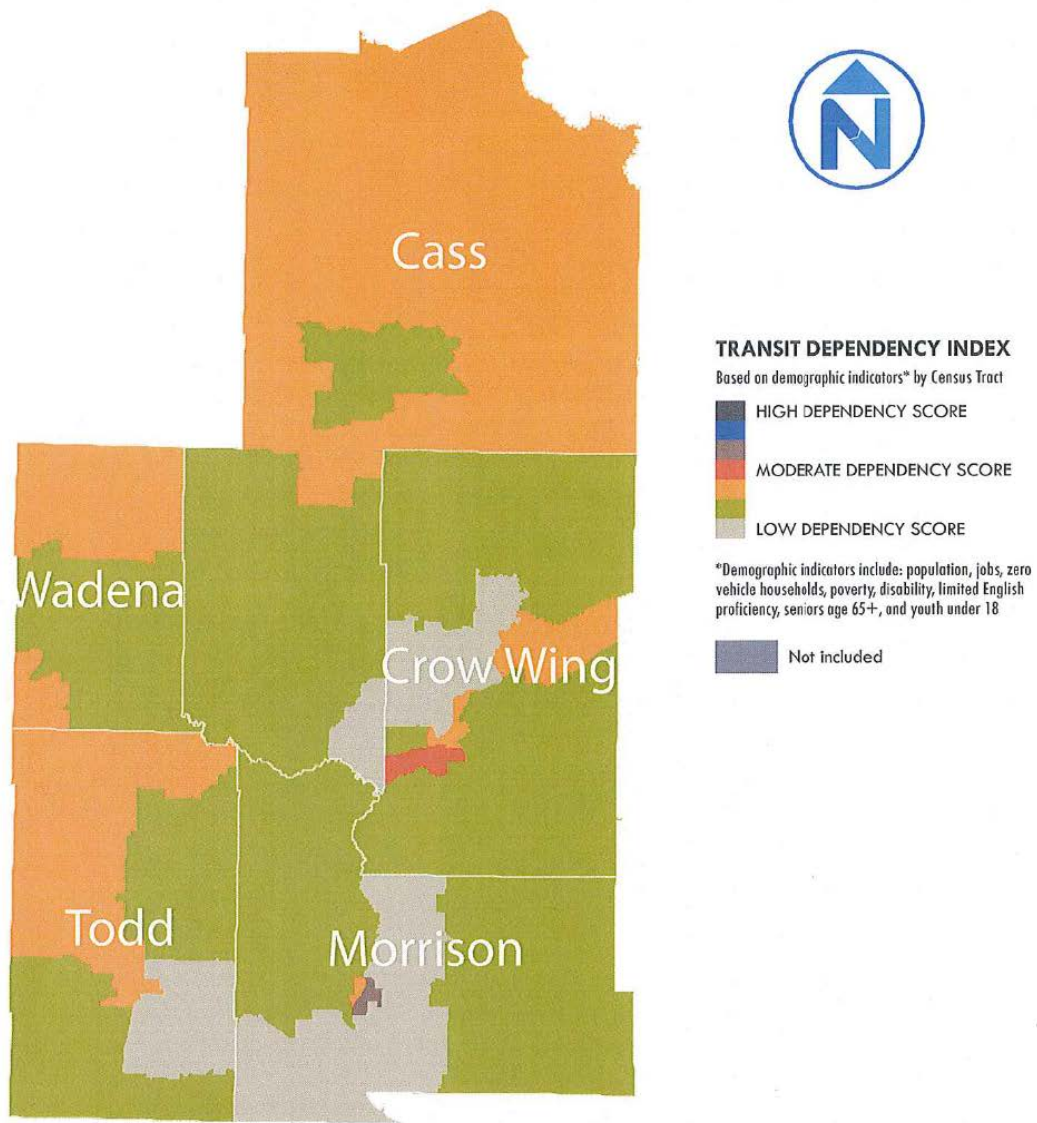 N
Cass
TRANSIT DEPENDENCY INDEX
Based on demographic indicators* by Census Tract
HIGH DEPENDENCY SCORE
MODERATE DEPENDENCY SCORE
LOW DEPENDENCY SCORE
*Demographic indicators include: population, jobs, zero
vehicle households, poverty, disability, limited English
proficiency, seniors age 65+, and youth under 18
Not included
Wadena
Crow Wing
Todd
Morrison